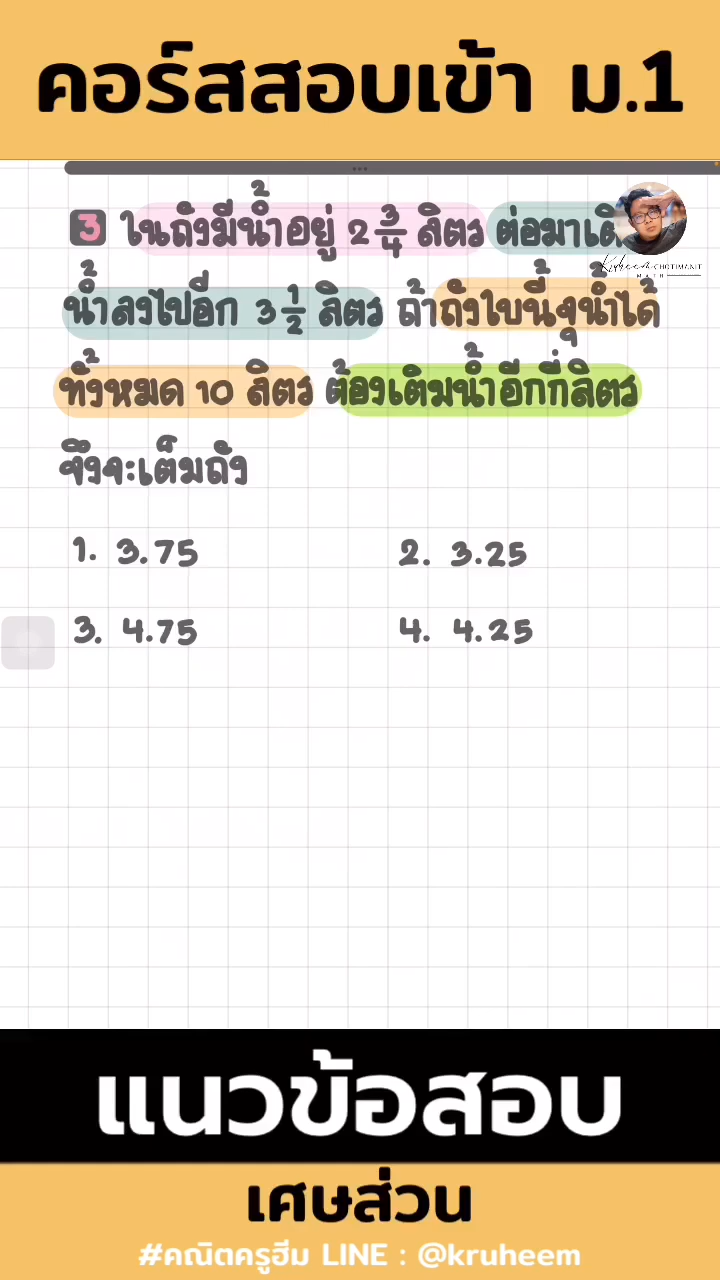 คอร์สสอบเข้า ม.1
3 ในถังมีน้ำอยู่ 2 3/4 ลิตร ต่อมาเติ
น้ำลงไปอีก 3 1/2 ลิตร ถ้าถังใบนี้จุน้ำได้
ทั้งหมด 10 ลิตร ต้องเติมน้ำอีกกี่ลิตร
จึงจะเต็มถัง
1. 3.75 2. 3.25
3. 4.75 4. 4.25
แนวข้อสอบ
เศษส่วน
#คณิตครูฮีม LINE : @kruheem